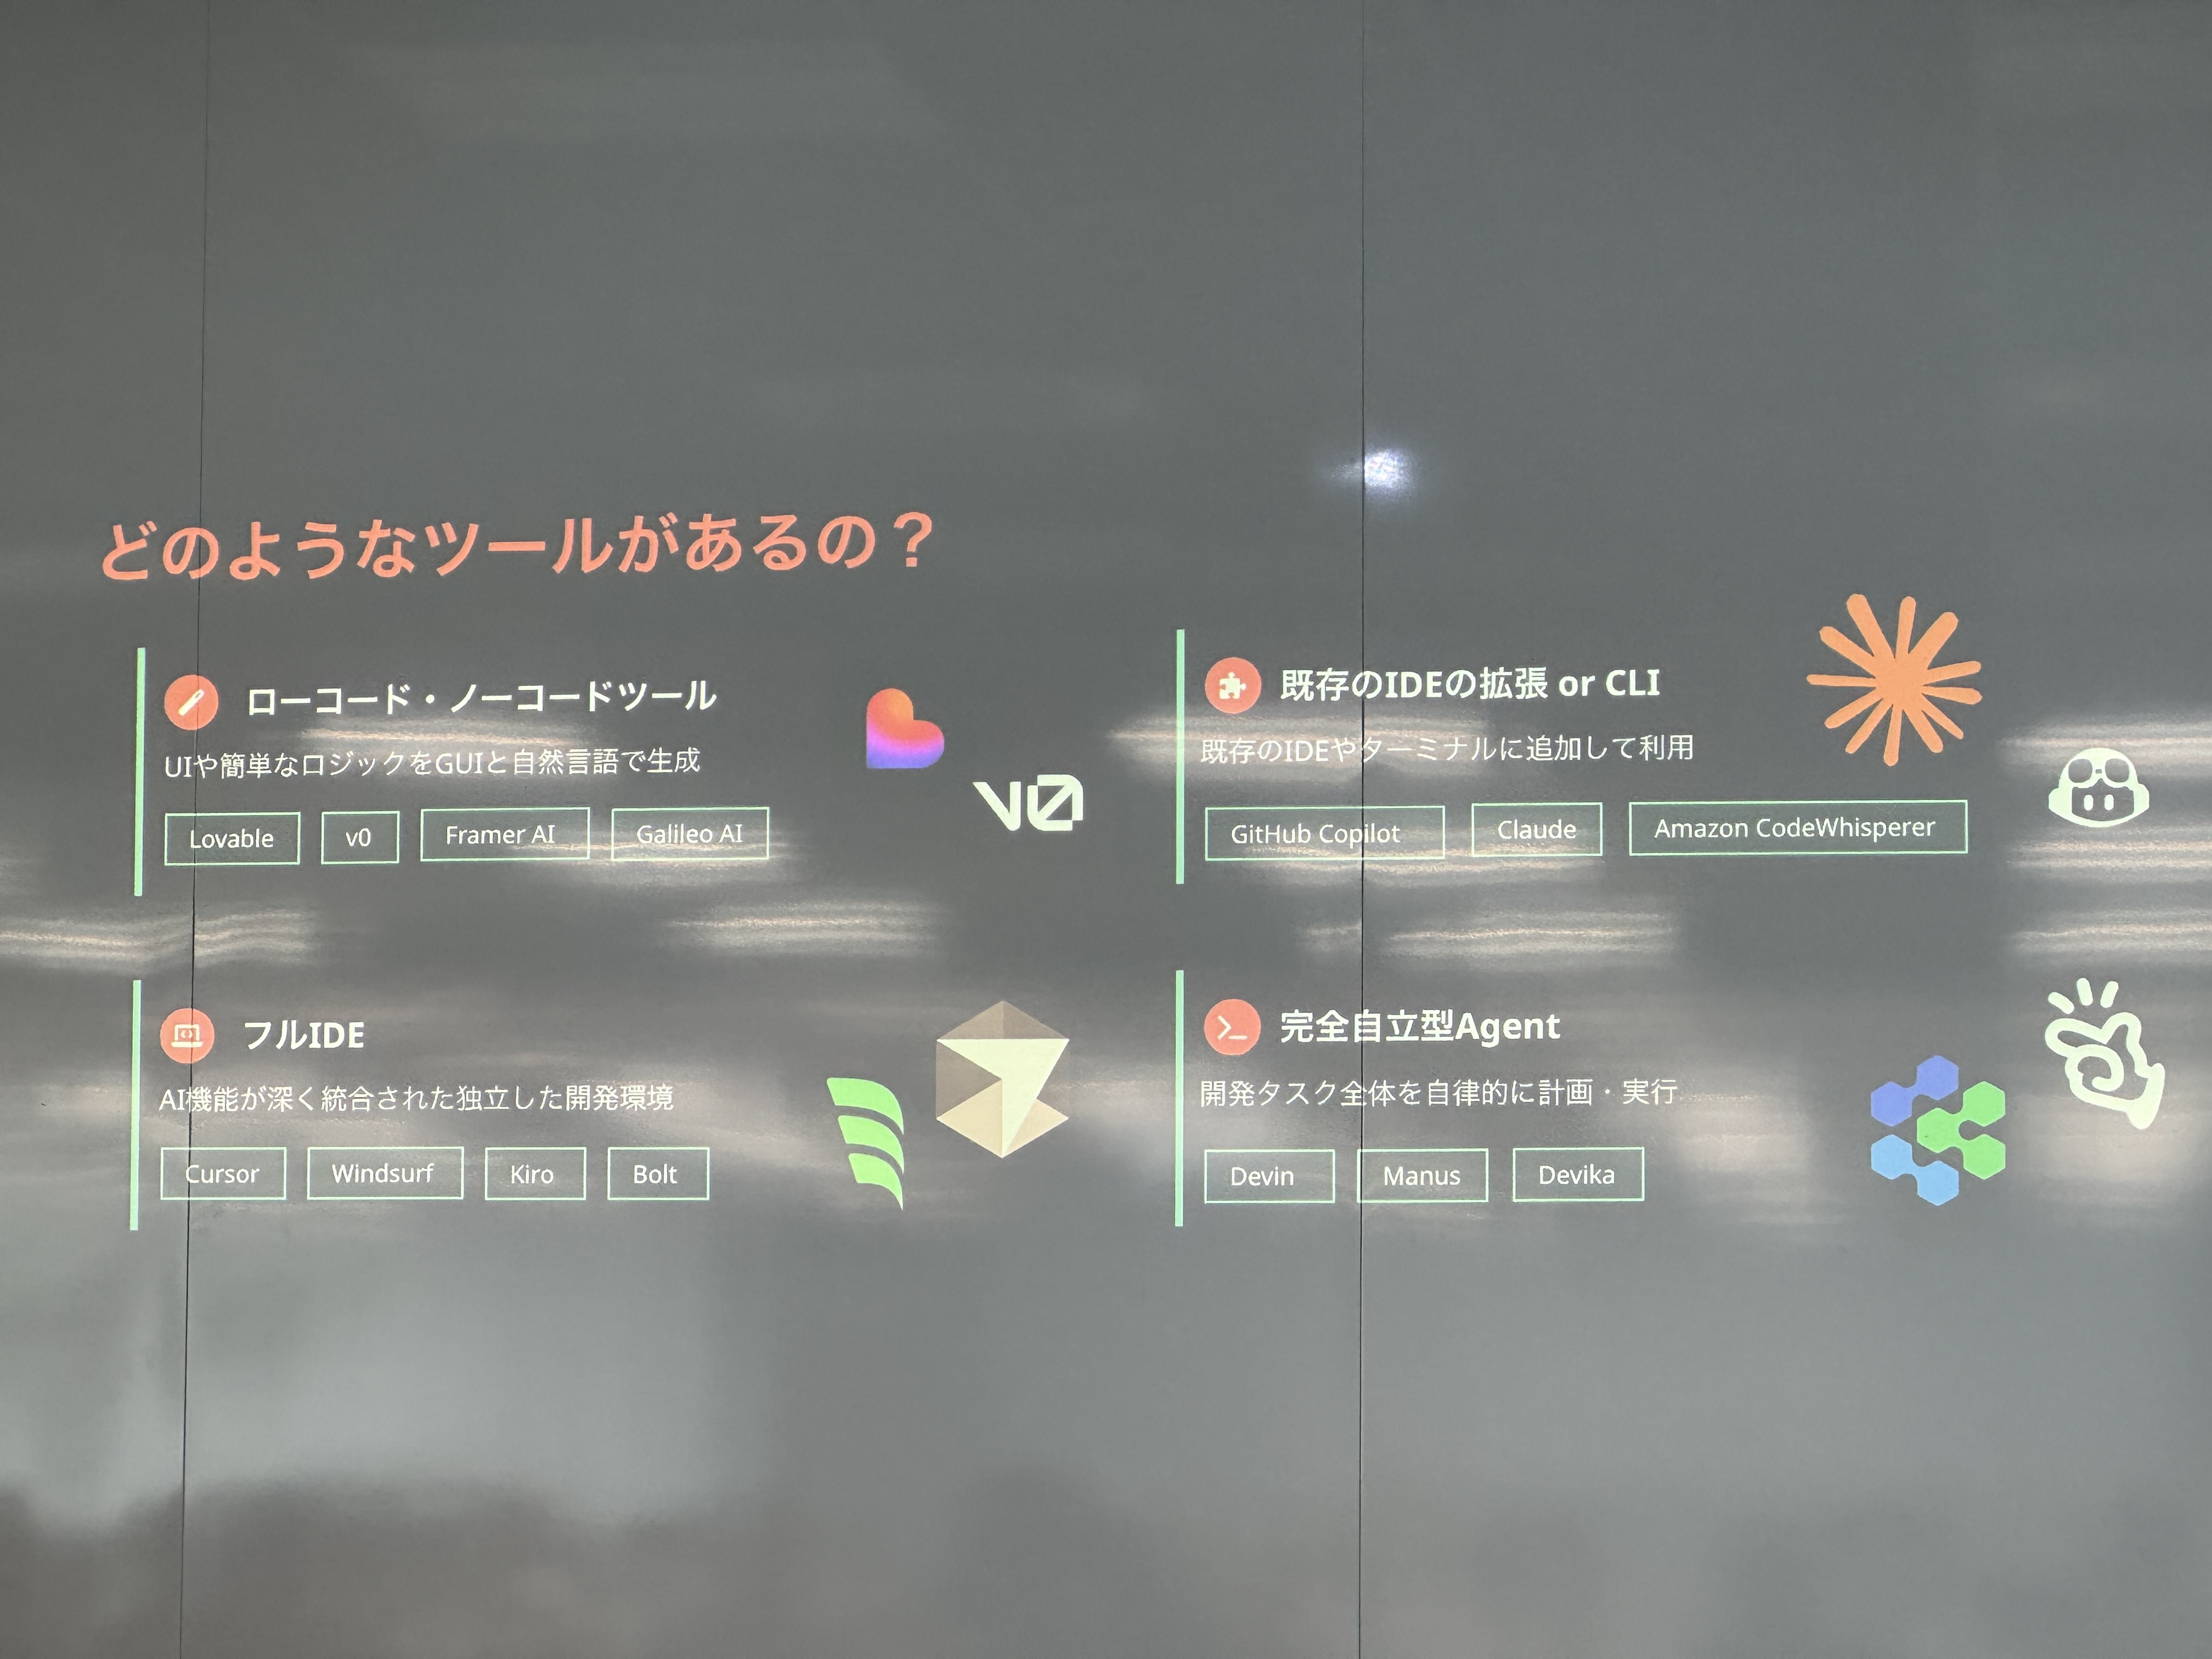 どのようなツールがあるの？
ローコード・ノーコードツール
UIや簡単なロジックをGUIと自然言語で生成
Lovable v0 Framer AI Galileo AI
v0
既存のIDEの拡張 or CLI
既存のIDEやターミナルに追加して利用
GitHub Copilot Claude Amazon CodeWhisperer
フルIDE
AI機能が深く統合された独立した開発環境
Cursor Windsurf Kiro Bolt
完全自立型Agent
開発タスク全体を自律的に計画・実行
Devin Manus Devika